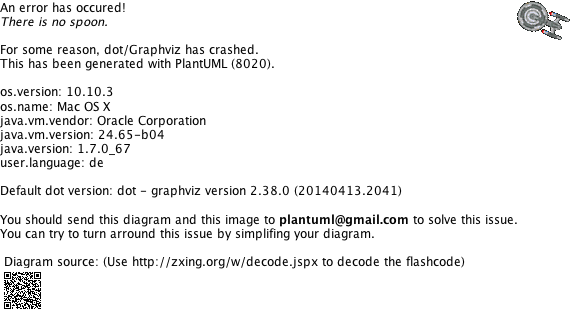 An error has occured!
There is no spoon.
For some reason, dot/Graphviz has crashed.
This has been generated with PlantUML (8020).
os.version: 10.10.3
os.name: Mac OS X
java.vm.vendor: Oracle Corporation
java.vm.version: 24.65-b04
java.version: 1.7.0_67
user.language: de
Default dot version: dot - graphviz version 2.38.0 (20140413.2041)
You should send this diagram and this image to plantuml@gmail.com to solve this issue.
You can try to turn arround this issue by simplifing your diagram.
Diagram source: (Use http://zxing.org/w/decode.jspx to decode the flashcode)